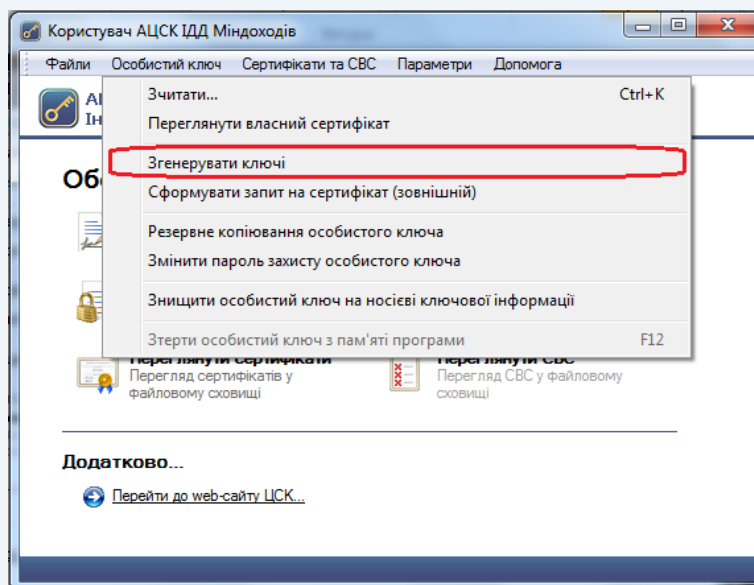 Користувач АЦСК ІДД Міндоходів
Файли Особистий ключ Сертифікати та СВС Параметри Допомога
Зчитати... Ctrl+K
Переглянути власний сертифікат
Згенерувати ключі
Сформувати запит на сертифікат (зовнішній)
Резервне копіювання особистого ключа
Змінити пароль захисту особистого ключа
Знищити особистий ключ на носієві ключової інформації
Зтерти особистий ключ з пам'яті програми F12
Переглянути сертифікати
Перегляд сертифікатів у
файловому сховищі
Переглянути СВС
Перегляд СВС у файловому
сховищі
Додатково...
Перейти до web-сайту ЦСК...